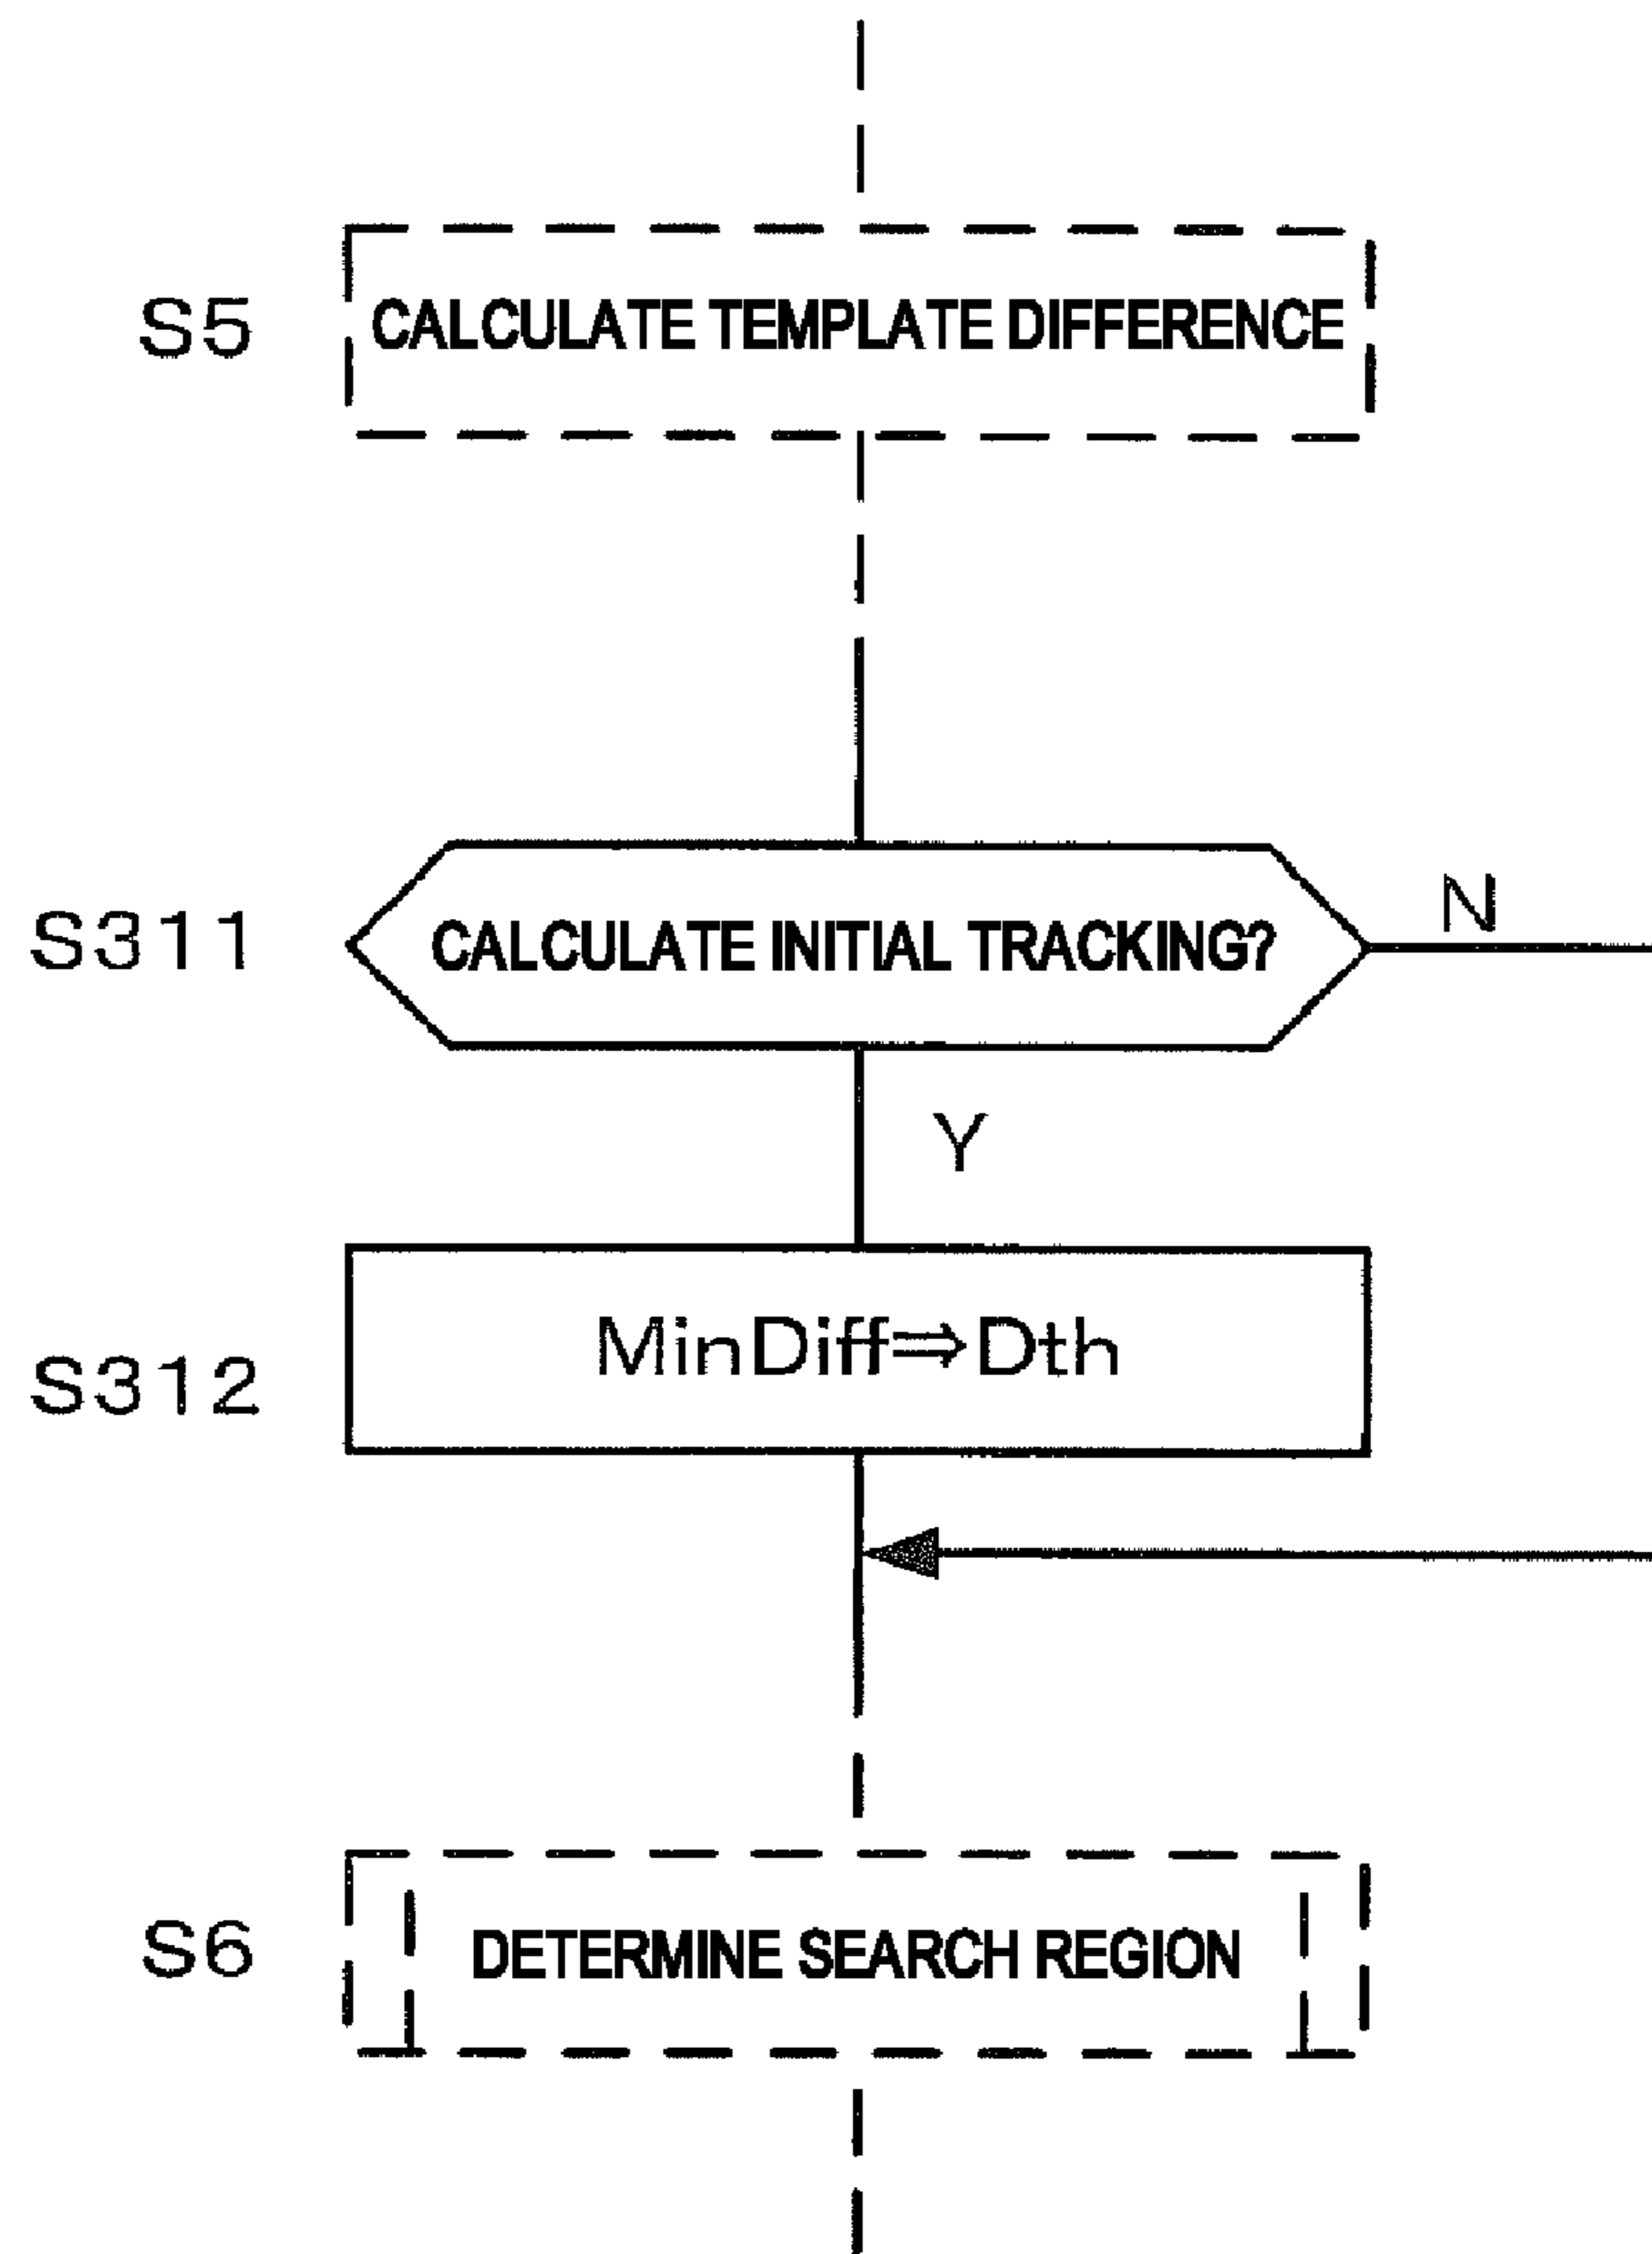 S5
CALCULATE TEMPLATE DIFFERENCE
S311
CALCULATE INITIAL TRACKING?
N
Y
S312
MinDiff⇒Dth
S6
DETERMINE SEARCH REGION